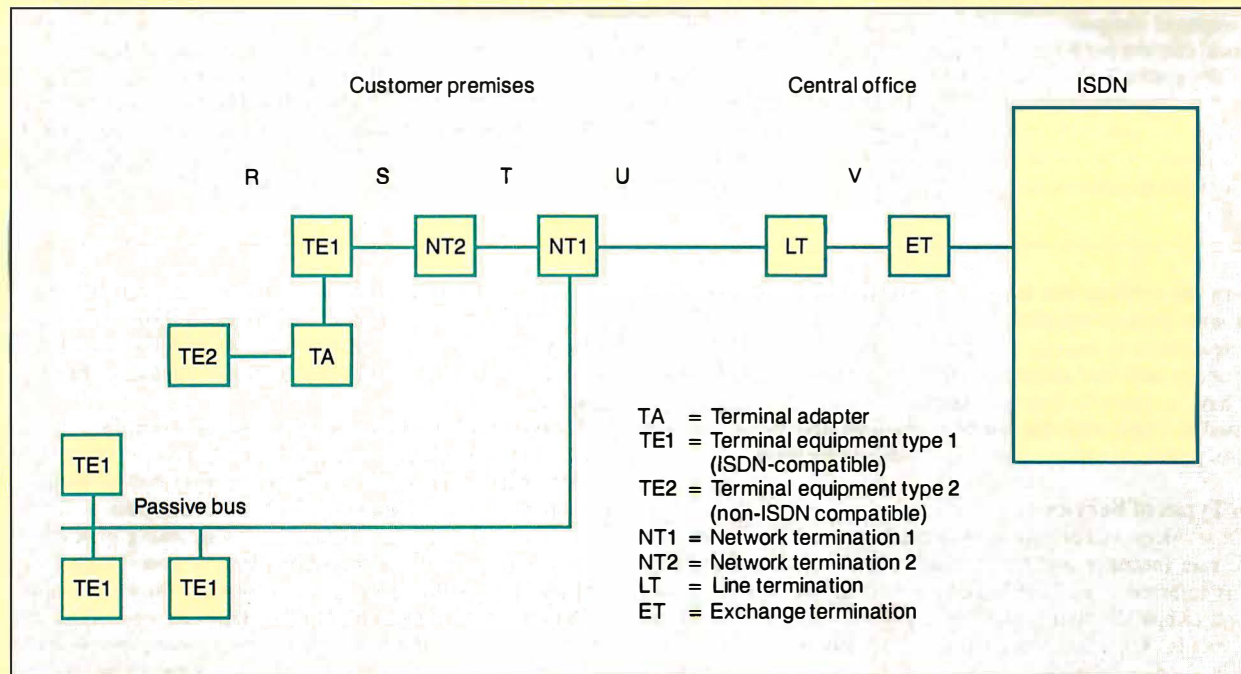 Customer premises Central office ISDN
R S T U V
TE1 NT2 NT1 LT ET
TE2 TA
TE1
Passive bus
TE1 TE1
TA = Terminal adapter
TE1 = Terminal equipment type 1
(ISDN-compatible)
TE2 = Terminal equipment type 2
(non-ISDN compatible)
NT1 = Network termination 1
NT2 = Network termination 2
LT = Line termination
ET = Exchange termination